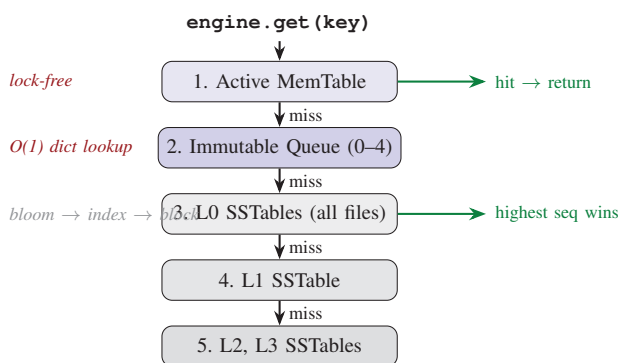 engine.get(key)
lock-free
1. Active MemTable
hit → return
miss
O(1) dict lookup
2. Immutable Queue (0–4)
miss
bloom → index → block
3. L0 SSTables (all files)
highest seq wins
miss
4. L1 SSTable
miss
5. L2, L3 SSTables